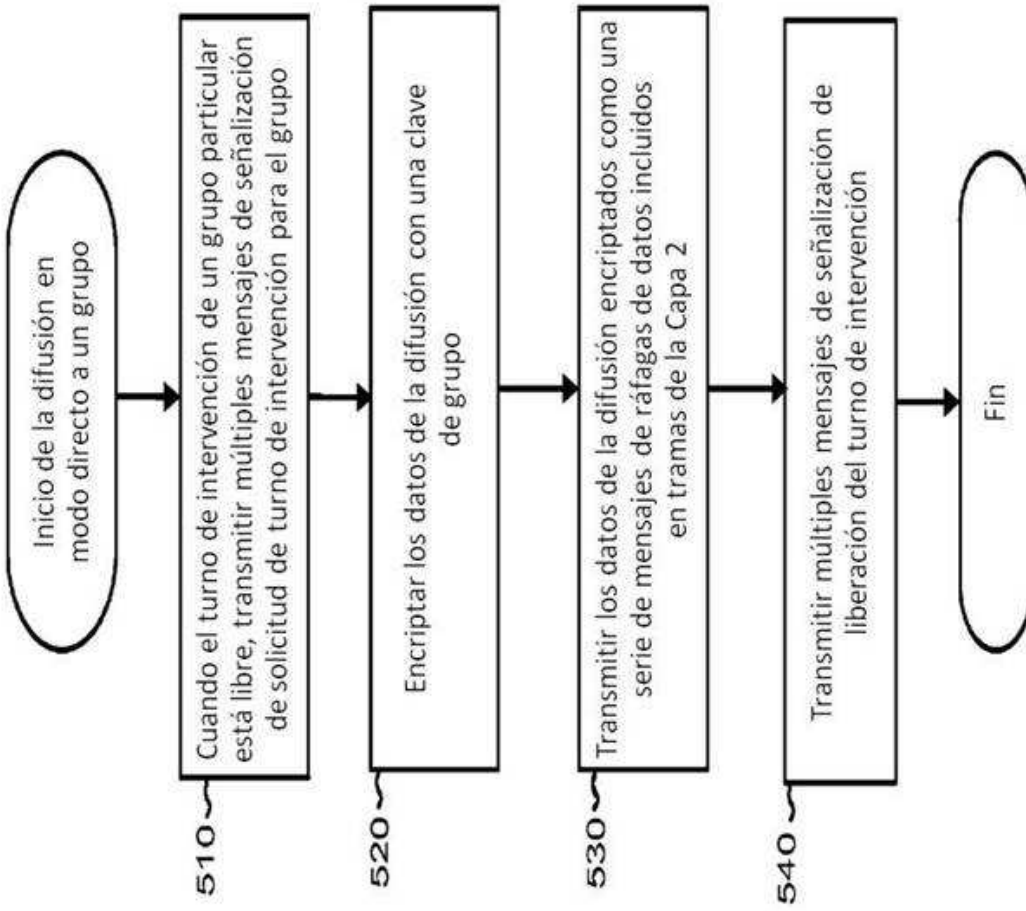 Inicio de la difusión en
modo directo a un grupo
510
Cuando el turno de intervención de un grupo particular
está libre, transmitir múltiples mensajes de señalización
de solicitud de turno de intervención para el grupo
520
Encriptar los datos de la difusión con una clave
de grupo
530
Transmitir los datos de la difusión encriptados como una
serie de mensajes de ráfagas de datos incluidos
en tramas de la Capa 2
540
Transmitir múltiples mensajes de señalización de
liberación del turno de intervención
Fin